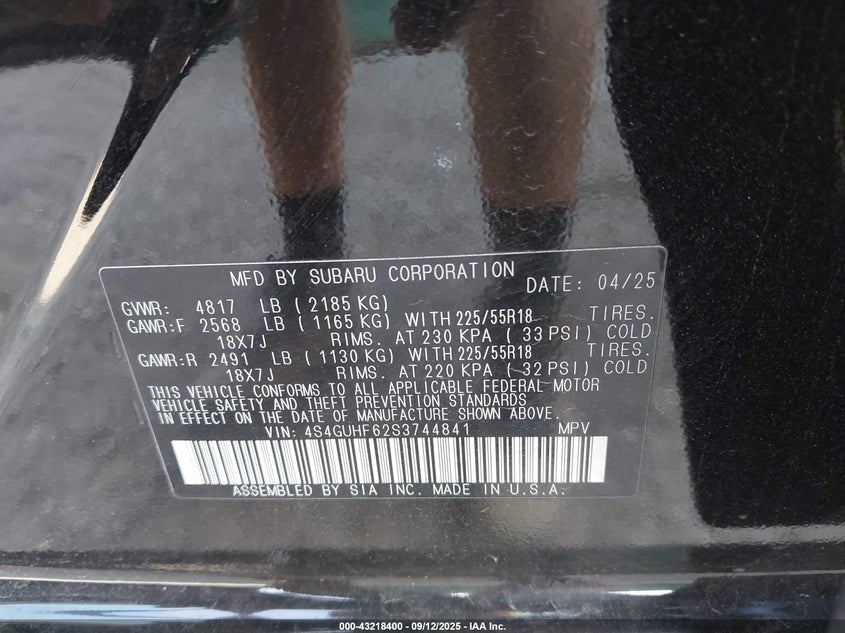 MFD BY SUBARU CORPORATION DATE: 04/25
GVWR: 4817 LB ( 2185 KG)
GAWR:F 2568 LB ( 1165 KG) WITH 225/55R18 TIRES.
18X7J RIMS. AT 230 KPA ( 33 PSI) COLD
GAWR:R 2491 LB ( 1130 KG) WITH 225/55R18 TIRES.
18X7J RIMS. AT 220 KPA ( 32 PSI) COLD
THIS VEHICLE CONFORMS TO ALL APPLICABLE FEDERAL MOTOR
VEHICLE SAFETY AND THEFT PREVENTION STANDARDS
IN EFFECT ON THE DATE OF MANUFACTURE SHOWN ABOVE.
VIN: 4S4GUHF62S3744841 MPV
ASSEMBLED BY SIA INC. MADE IN U.S.A.
000-43218400 - 09/12/2025 - IAA Inc.